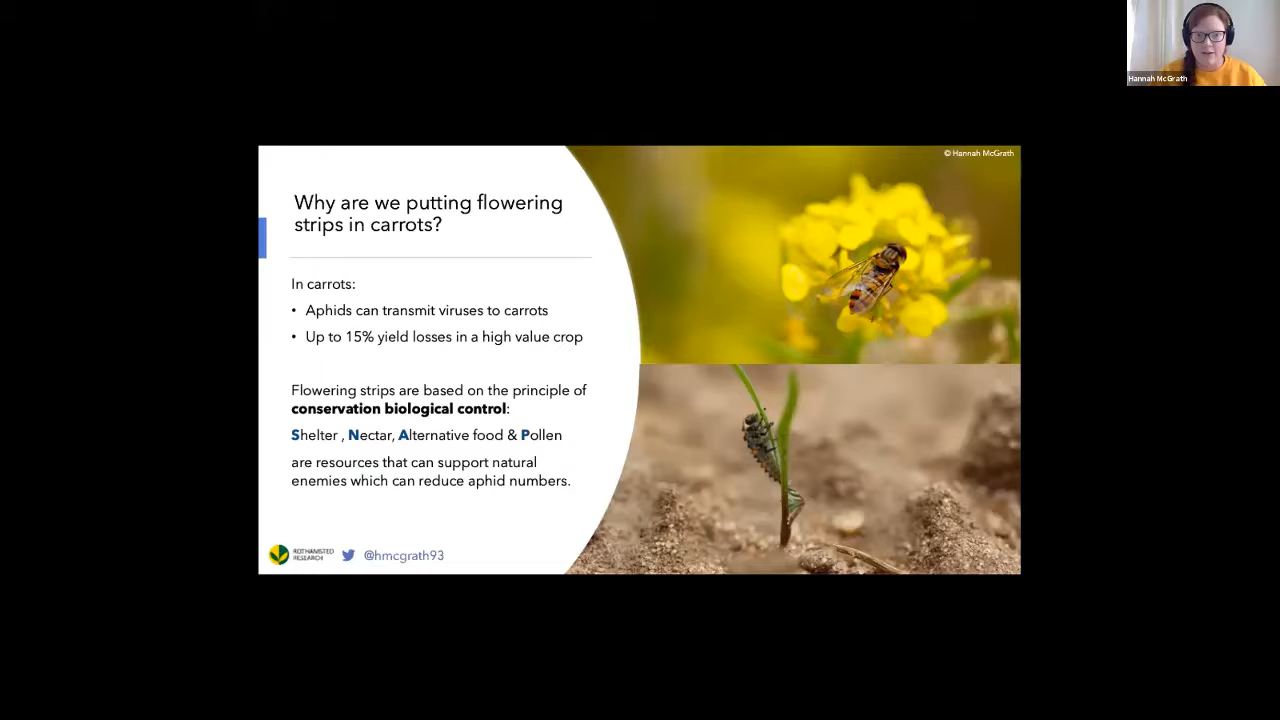 Hannah McGrath
© Hannah McGrath
Why are we putting flowering
strips in carrots?
In carrots:
• Aphids can transmit viruses to carrots
• Up to 15% yield losses in a high value crop
Flowering strips are based on the principle of
conservation biological control:
Shelter , Nectar, Alternative food & Pollen
are resources that can support natural
enemies which can reduce aphid numbers.
ROTHAMSTED
RESEARCH
@hmcgrath93